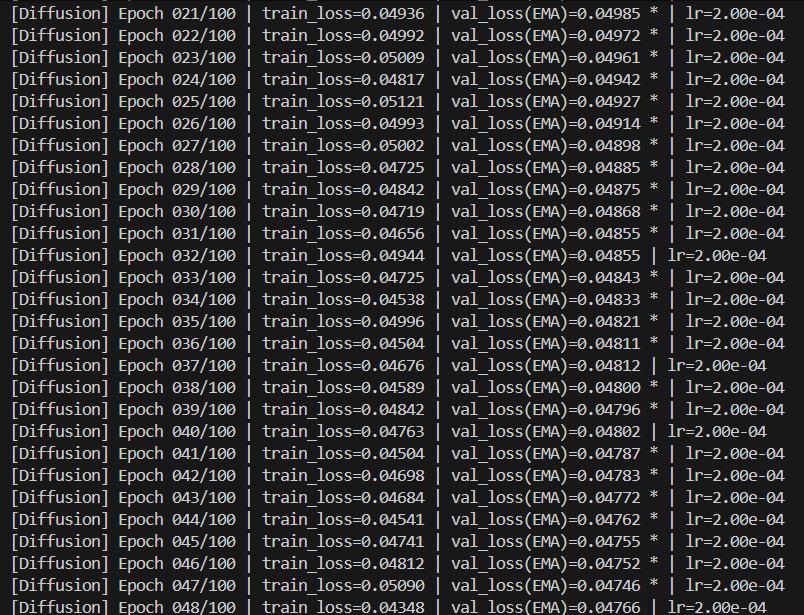 [Diffusion] Epoch 021/100 | train_loss=0.04936 | val_loss(EMA)=0.04985 * | lr=2.00e-04
[Diffusion] Epoch 022/100 | train_loss=0.04992 | val_loss(EMA)=0.04972 * | lr=2.00e-04
[Diffusion] Epoch 023/100 | train_loss=0.05009 | val_loss(EMA)=0.04961 * | lr=2.00e-04
[Diffusion] Epoch 024/100 | train_loss=0.04817 | val_loss(EMA)=0.04942 * | lr=2.00e-04
[Diffusion] Epoch 025/100 | train_loss=0.05121 | val_loss(EMA)=0.04927 * | lr=2.00e-04
[Diffusion] Epoch 026/100 | train_loss=0.04993 | val_loss(EMA)=0.04914 * | lr=2.00e-04
[Diffusion] Epoch 027/100 | train_loss=0.05002 | val_loss(EMA)=0.04898 * | lr=2.00e-04
[Diffusion] Epoch 028/100 | train_loss=0.04725 | val_loss(EMA)=0.04885 * | lr=2.00e-04
[Diffusion] Epoch 029/100 | train_loss=0.04842 | val_loss(EMA)=0.04875 * | lr=2.00e-04
[Diffusion] Epoch 030/100 | train_loss=0.04719 | val_loss(EMA)=0.04868 * | lr=2.00e-04
[Diffusion] Epoch 031/100 | train_loss=0.04656 | val_loss(EMA)=0.04855 * | lr=2.00e-04
[Diffusion] Epoch 032/100 | train_loss=0.04944 | val_loss(EMA)=0.04855 | lr=2.00e-04
[Diffusion] Epoch 033/100 | train_loss=0.04725 | val_loss(EMA)=0.04843 * | lr=2.00e-04
[Diffusion] Epoch 034/100 | train_loss=0.04538 | val_loss(EMA)=0.04833 * | lr=2.00e-04
[Diffusion] Epoch 035/100 | train_loss=0.04996 | val_loss(EMA)=0.04821 * | lr=2.00e-04
[Diffusion] Epoch 036/100 | train_loss=0.04504 | val_loss(EMA)=0.04811 * | lr=2.00e-04
[Diffusion] Epoch 037/100 | train_loss=0.04676 | val_loss(EMA)=0.04812 | lr=2.00e-04
[Diffusion] Epoch 038/100 | train_loss=0.04589 | val_loss(EMA)=0.04800 * | lr=2.00e-04
[Diffusion] Epoch 039/100 | train_loss=0.04842 | val_loss(EMA)=0.04796 * | lr=2.00e-04
[Diffusion] Epoch 040/100 | train_loss=0.04763 | val_loss(EMA)=0.04802 | lr=2.00e-04
[Diffusion] Epoch 041/100 | train_loss=0.04504 | val_loss(EMA)=0.04787 * | lr=2.00e-04
[Diffusion] Epoch 042/100 | train_loss=0.04698 | val_loss(EMA)=0.04783 * | lr=2.00e-04
[Diffusion] Epoch 043/100 | train_loss=0.04684 | val_loss(EMA)=0.04772 * | lr=2.00e-04
[Diffusion] Epoch 044/100 | train_loss=0.04541 | val_loss(EMA)=0.04762 * | lr=2.00e-04
[Diffusion] Epoch 045/100 | train_loss=0.04741 | val_loss(EMA)=0.04755 * | lr=2.00e-04
[Diffusion] Epoch 046/100 | train_loss=0.04812 | val_loss(EMA)=0.04752 * | lr=2.00e-04
[Diffusion] Epoch 047/100 | train_loss=0.05090 | val_loss(EMA)=0.04746 * | lr=2.00e-04
[Diffusion] Epoch 048/100 | train_loss=0.04348 | val_loss(EMA)=0.04766 | lr=2.00e-04